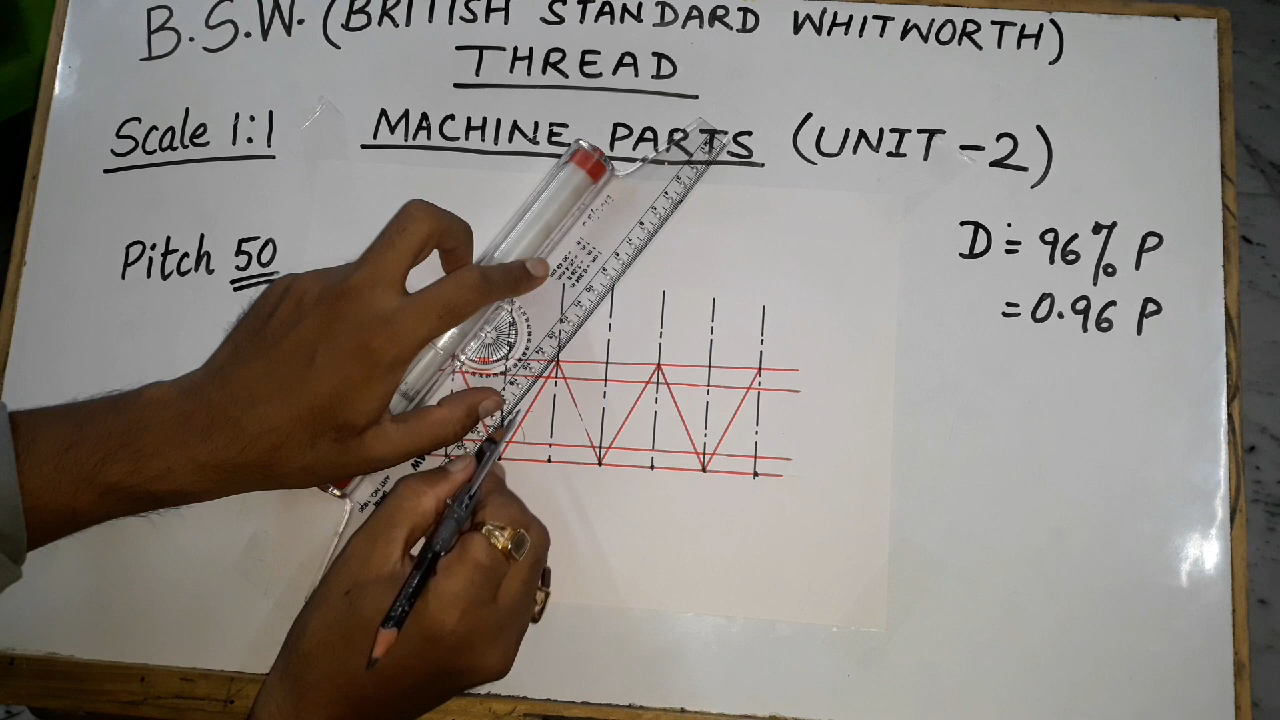 B.S.W. (BRITISH STANDARD WHITWORTH)
THREAD
Scale 1:1
MACHINE PARTS (UNIT-2)
Pitch 50
D = 96% P
= 0.96 P